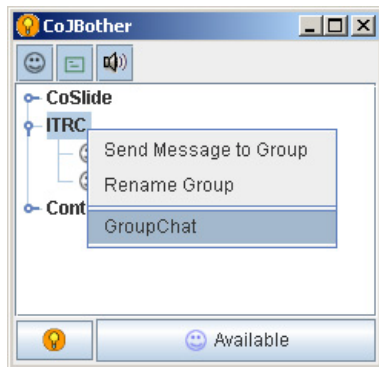 CoJBother
CoSlide
ITRC
Send Message to Group
Rename Group
Cont
GroupChat
Available